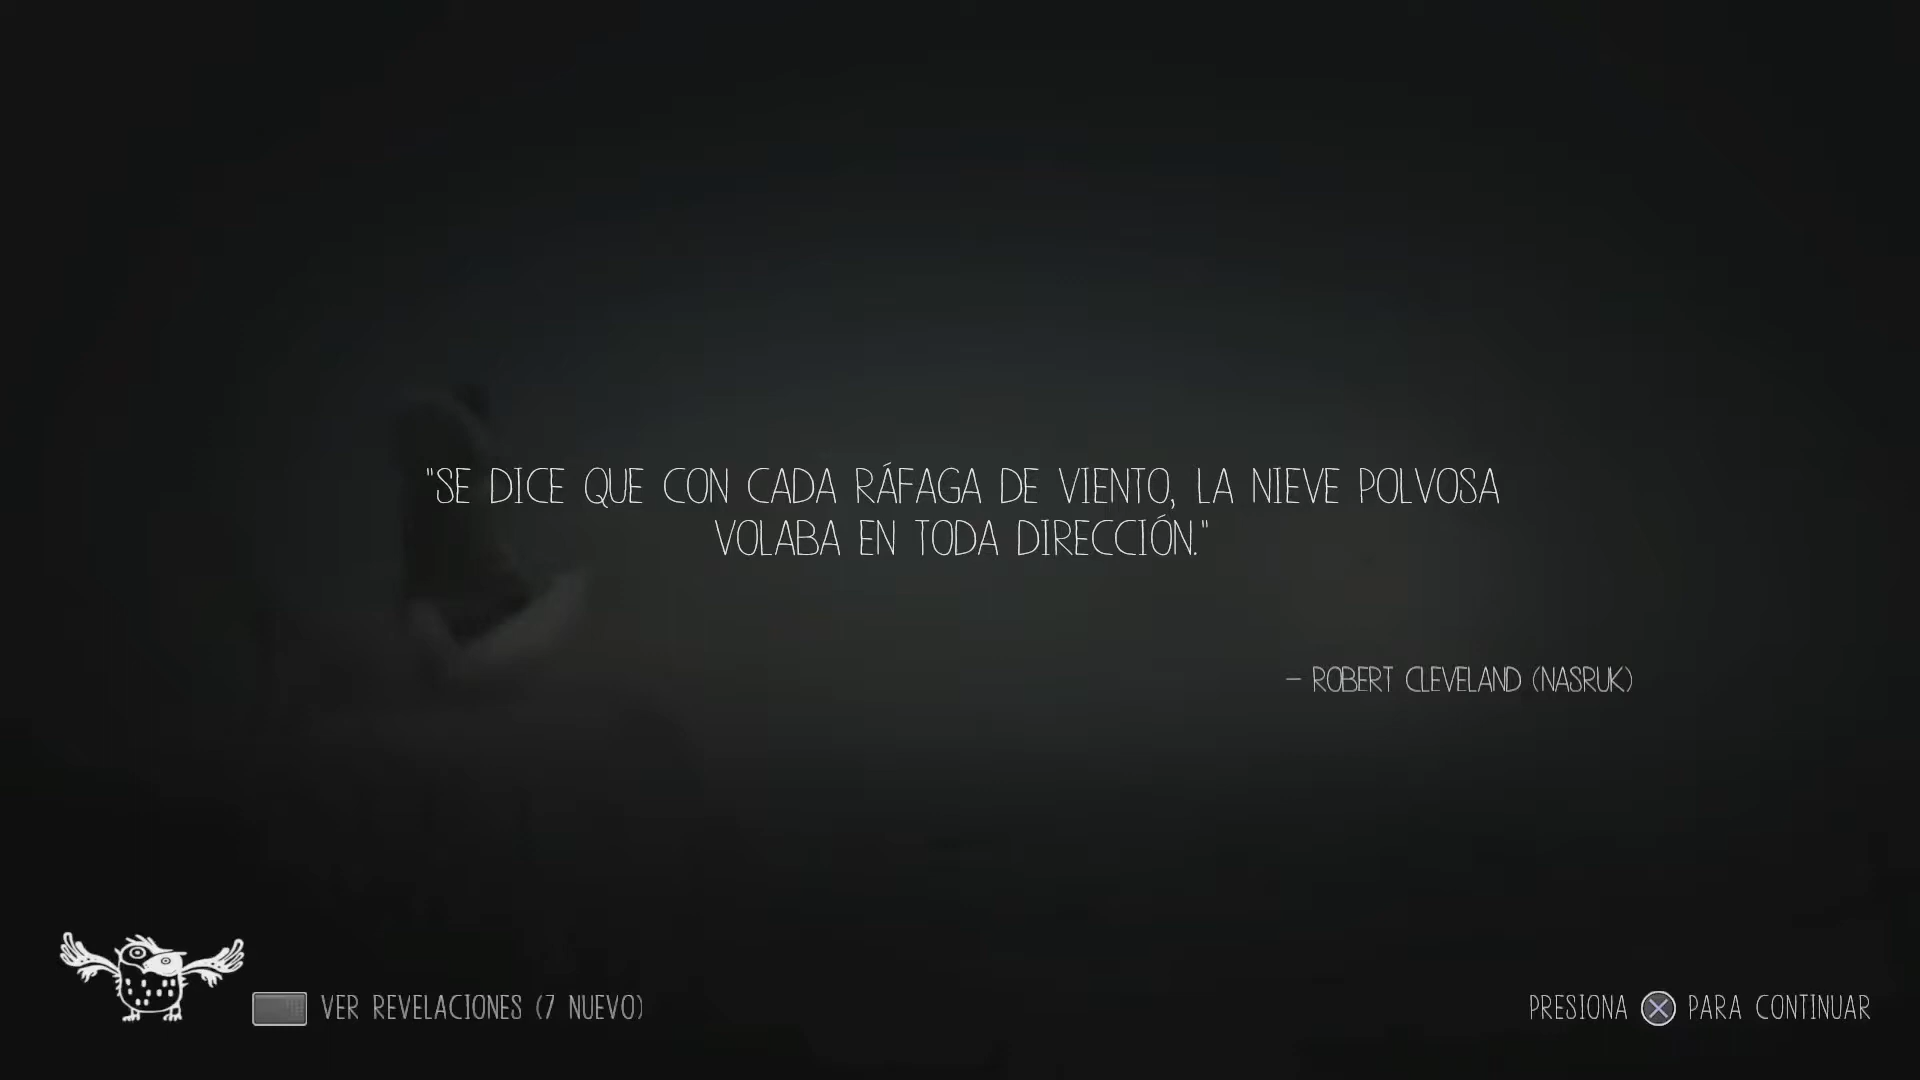 "SE DICE QUE CON CADA RÁFAGA DE VIENTO, LA NIEVE POLVOSA
VOLABA EN TODA DIRECCIÓN."
– ROBERT CLEVELAND (NASRUK)
VER REVELACIONES (7 NUEVO)
PRESIONA PARA CONTINUAR